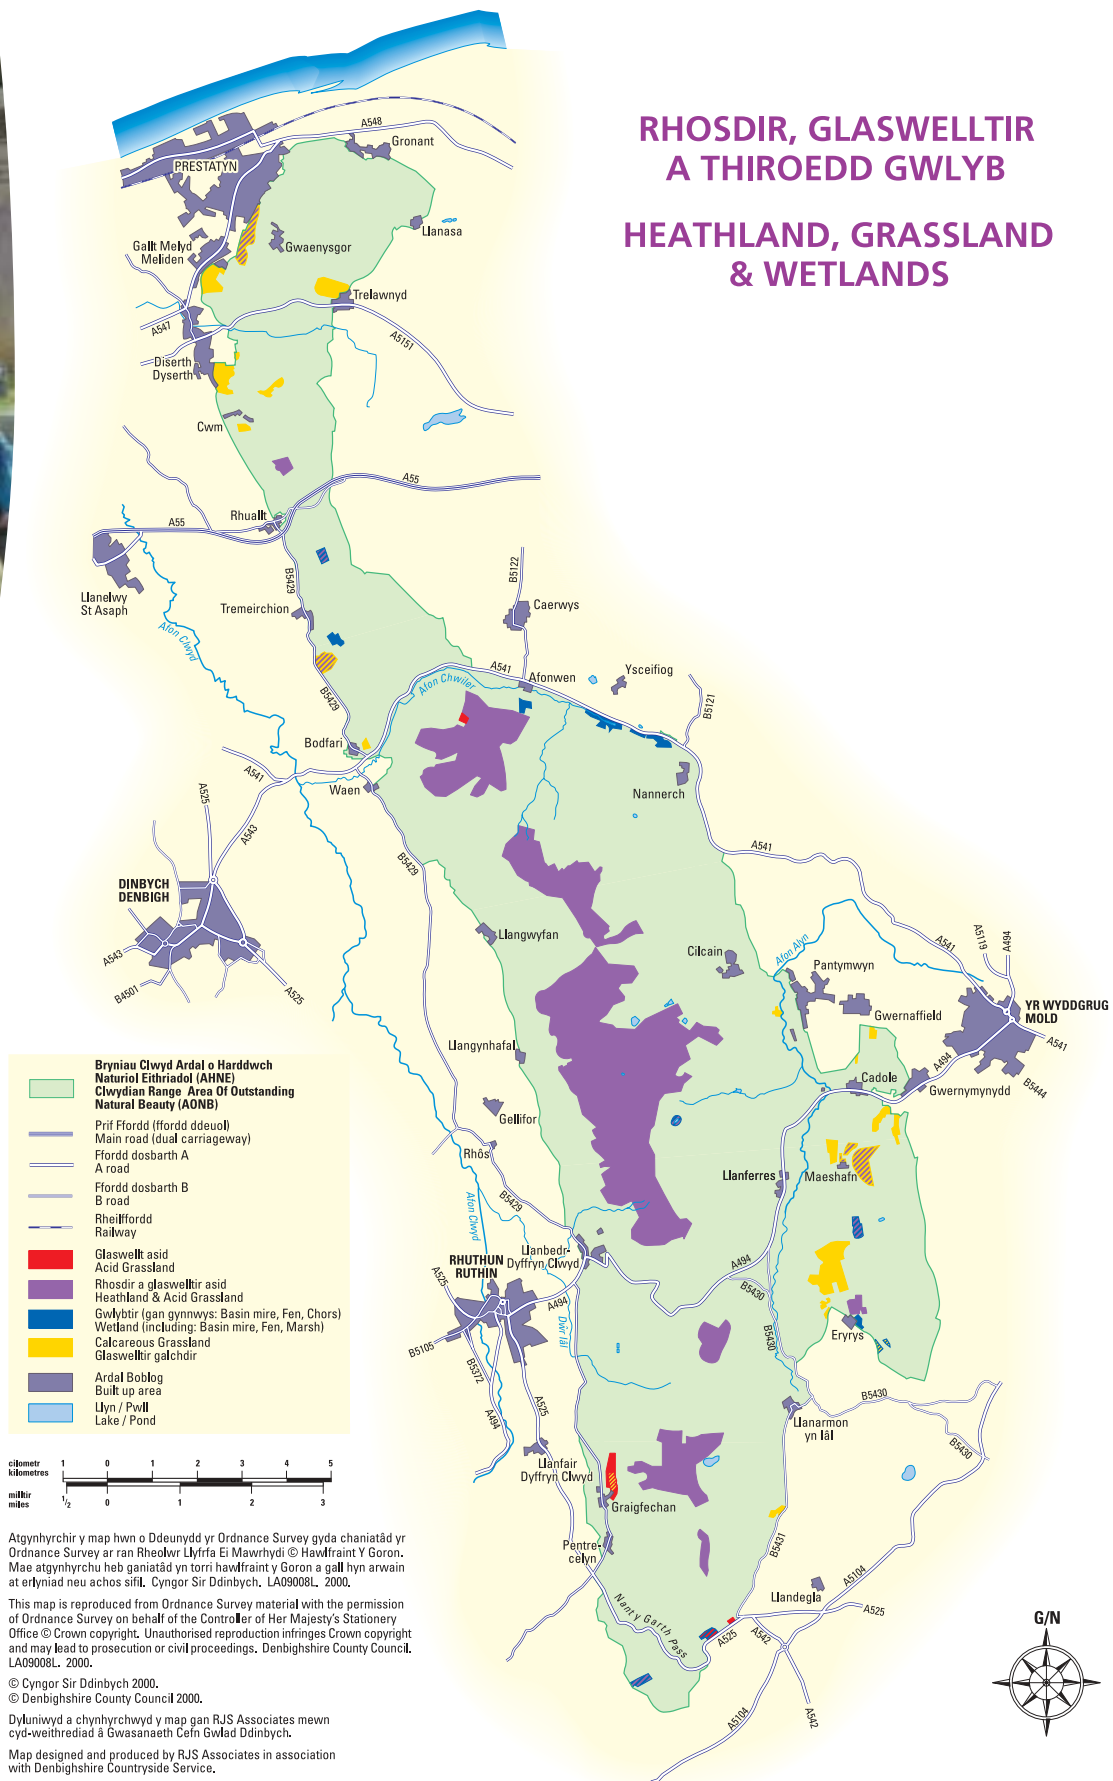 RHOSDIR, GLASWELLTIR
A THIROEDD GWLYB
HEATHLAND, GRASSLAND
& WETLANDS
A548
Gronant
PRESTATYN
Llanasa
Gallt Melyd
Meliden
Gwaenysgor
Trelawnyd
A547
A5151
Diserth
Dyserth
Cwm
A55
Rhuallt
A55
B5429
Llanelwy
St Asaph
Tremeirchion
B5122
Caerwys
Afon Clwyd
A541
Afonwen
Ysceifiog
Afon Chwiler
B5429
B5121
Bodfari
A541
Waen
Nannerch
A525
A543
B5429
A541
DINBYCH
DENBIGH
Llangwyfan
Cilcain
Afon Alyn
A541
A5119
A494
A543
B4501
A525
Pantymwyn
YR WYDDGRUG
MOLD
Gwernaffield
A541
Llangynhafal
A494
B5444
Cadole
Gwernymynydd
Gellifor
Rhôs
Llanferres
Maeshafn
Afon Clwyd
B5429
Llanbedr-
Dyffryn Clwyd
RHUTHUN
RUTHIN
A525
A494
B5430
A494
Dŵr Iâl
B5430
Eryrys
B5105
B5372
A494
A525
B5430
Llanarmon
yn Iâl
B5430
Llanfair
Dyffryn Clwyd
Graigfechan
Pentre-
celyn
B5431
Llandegla
A5104
A525
Nant y Garth Pass
A525
A542
A5104
A542
G/N
Bryniau Clwyd Ardal o Harddwch
Naturiol Eithriadol (AHNE)
Clwydian Range Area Of Outstanding
Natural Beauty (AONB)
Prif Ffordd (ffordd ddeuol)
Main road (dual carriageway)
Ffordd dosbarth A
A road
Ffordd dosbarth B
B road
Rheilffordd
Railway
Glaswellt asid
Acid Grassland
Rhosdir a glaswelltir asid
Heathland & Acid Grassland
Gwlybtir (gan gynnwys: Basin mire, Fen, Chors)
Wetland (including: Basin mire, Fen, Marsh)
Calcareous Grassland
Glaswelltir galchdir
Ardal Boblog
Built up area
Llyn / Pwll
Lake / Pond
cilometr
kilometres
1 0 1 2 3 4 5
milltir
miles
1/2 0 1 2 3
Atgynhyrchir y map hwn o Ddeunydd yr Ordnance Survey gyda chaniatâd yr
Ordnance Survey ar ran Rheolwr Llyfrfa Ei Mawrhydi © Hawlfraint Y Goron.
Mae atgynhyrchu heb ganiatâd yn torri hawlfraint y Goron a gall hyn arwain
at erlyniad neu achos sifil. Cyngor Sir Ddinbych. LA09008L. 2000.
This map is reproduced from Ordnance Survey material with the permission
of Ordnance Survey on behalf of the Controller of Her Majesty's Stationery
Office © Crown copyright. Unauthorised reproduction infringes Crown copyright
and may lead to prosecution or civil proceedings. Denbighshire County Council.
LA09008L. 2000.
© Cyngor Sir Ddinbych 2000.
© Denbighshire County Council 2000.
Dyluniwyd a chynhyrchwyd y map gan RJS Associates mewn
cyd-weithrediad â Gwasanaeth Cefn Gwlad Ddinbych.
Map designed and produced by RJS Associates in association
with Denbighshire Countryside Service.